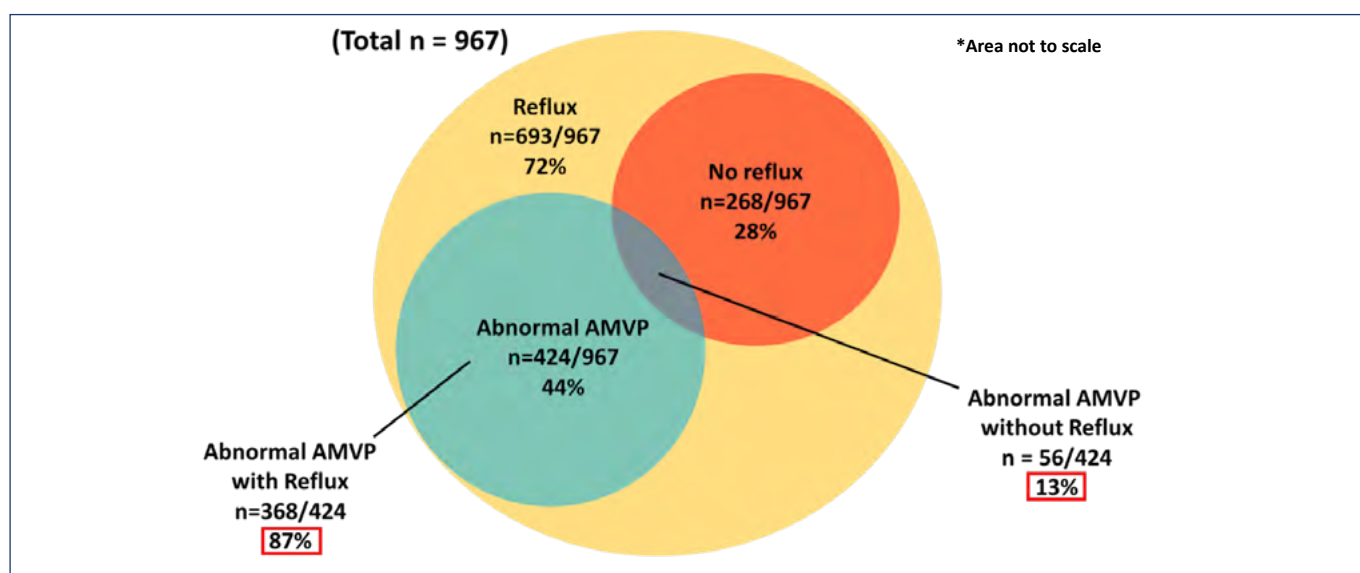 (Total n = 967)
*Area not to scale
Reflux
n=693/967
72%
No reflux
n=268/967
28%
Abnormal AMVP
n=424/967
44%
Abnormal AMVP
without Reflux
n = 56/424
13%
Abnormal AMVP
with Reflux
n=368/424
87%